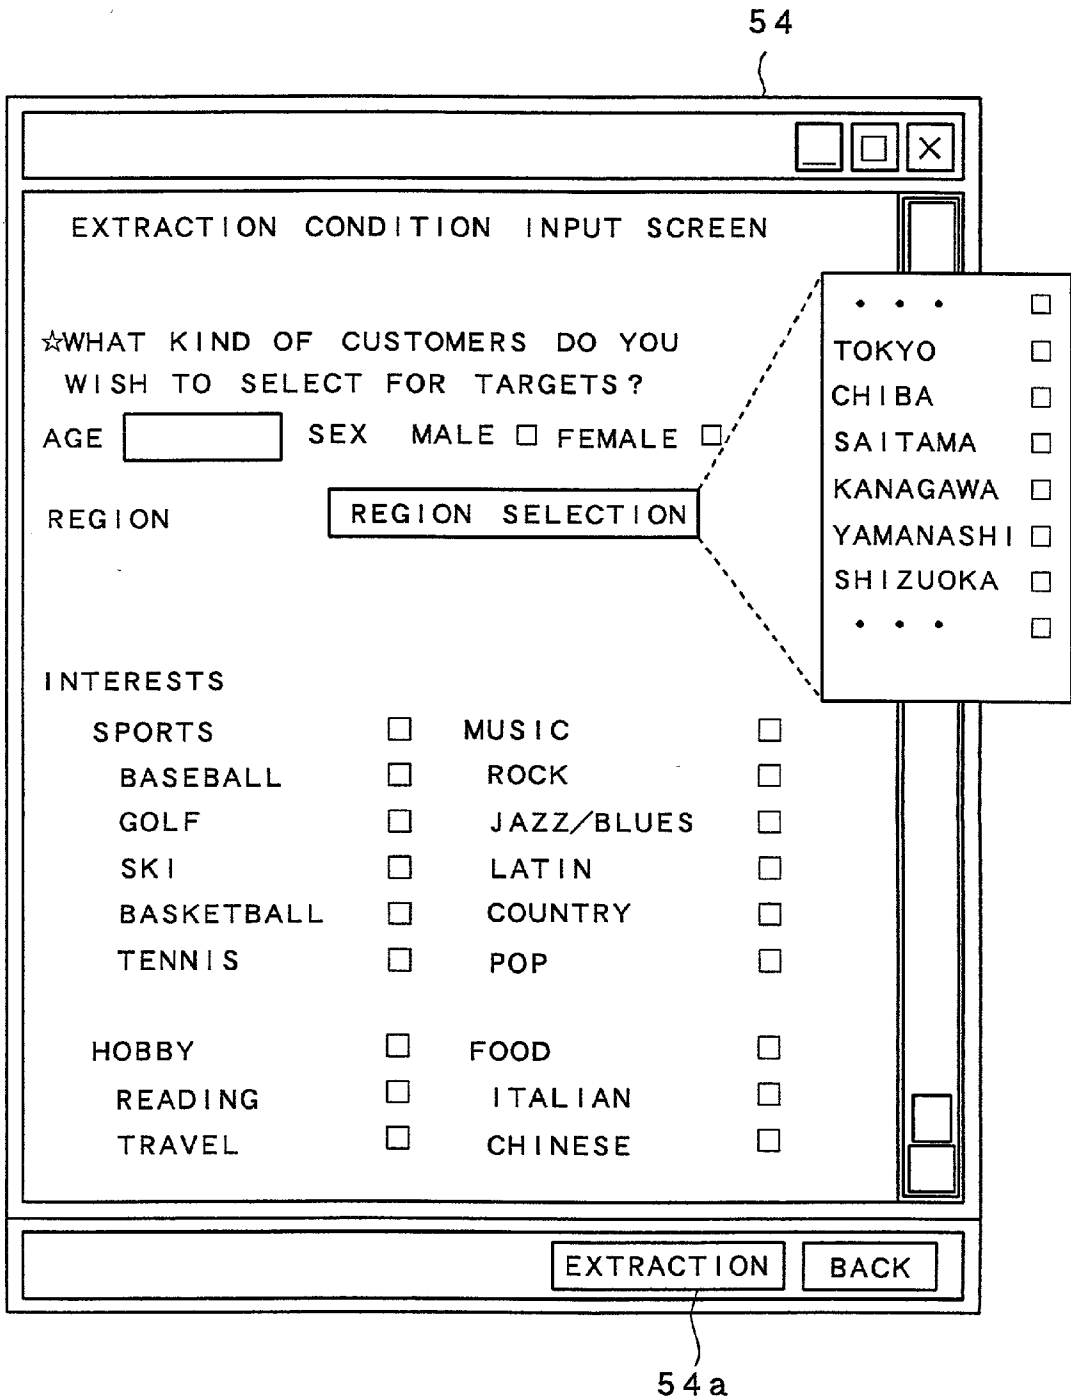 54
EXTRACTION CONDITION INPUT SCREEN
☆WHAT KIND OF CUSTOMERS DO YOU
WISH TO SELECT FOR TARGETS?
AGE SEX MALE □ FEMALE □
REGION REGION SELECTION
• • • □
TOKYO □
CHIBA □
SAITAMA □
KANAGAWA □
YAMANASHI □
SHIZUOKA □
• • • □
INTERESTS
SPORTS □ MUSIC □
BASEBALL □ ROCK □
GOLF □ JAZZ/BLUES □
SKI □ LATIN □
BASKETBALL □ COUNTRY □
TENNIS □ POP □
HOBBY □ FOOD □
READING □ ITALIAN □
TRAVEL □ CHINESE □
EXTRACTION BACK
54a